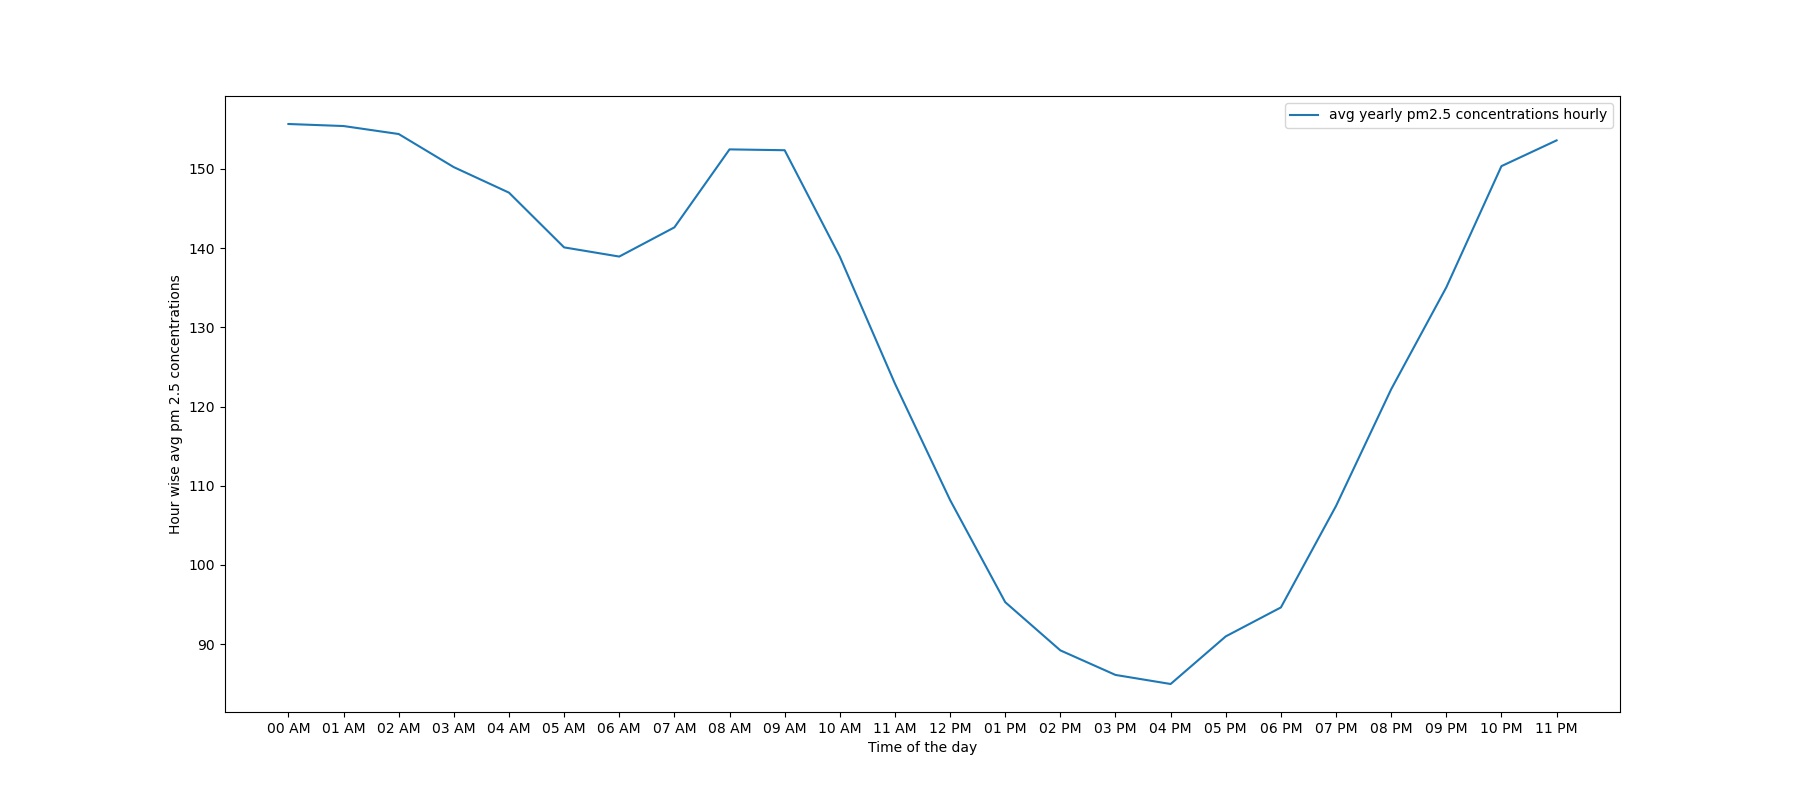 avg yearly pm2.5 concentrations hourly
150
140
130
120
110
100
90
Hour wise avg pm 2.5 concentrations
00 AM 01 AM 02 AM 03 AM 04 AM 05 AM 06 AM 07 AM 08 AM 09 AM 10 AM 11 AM 12 PM 01 PM 02 PM 03 PM 04 PM 05 PM 06 PM 07 PM 08 PM 09 PM 10 PM 11 PM
Time of the day